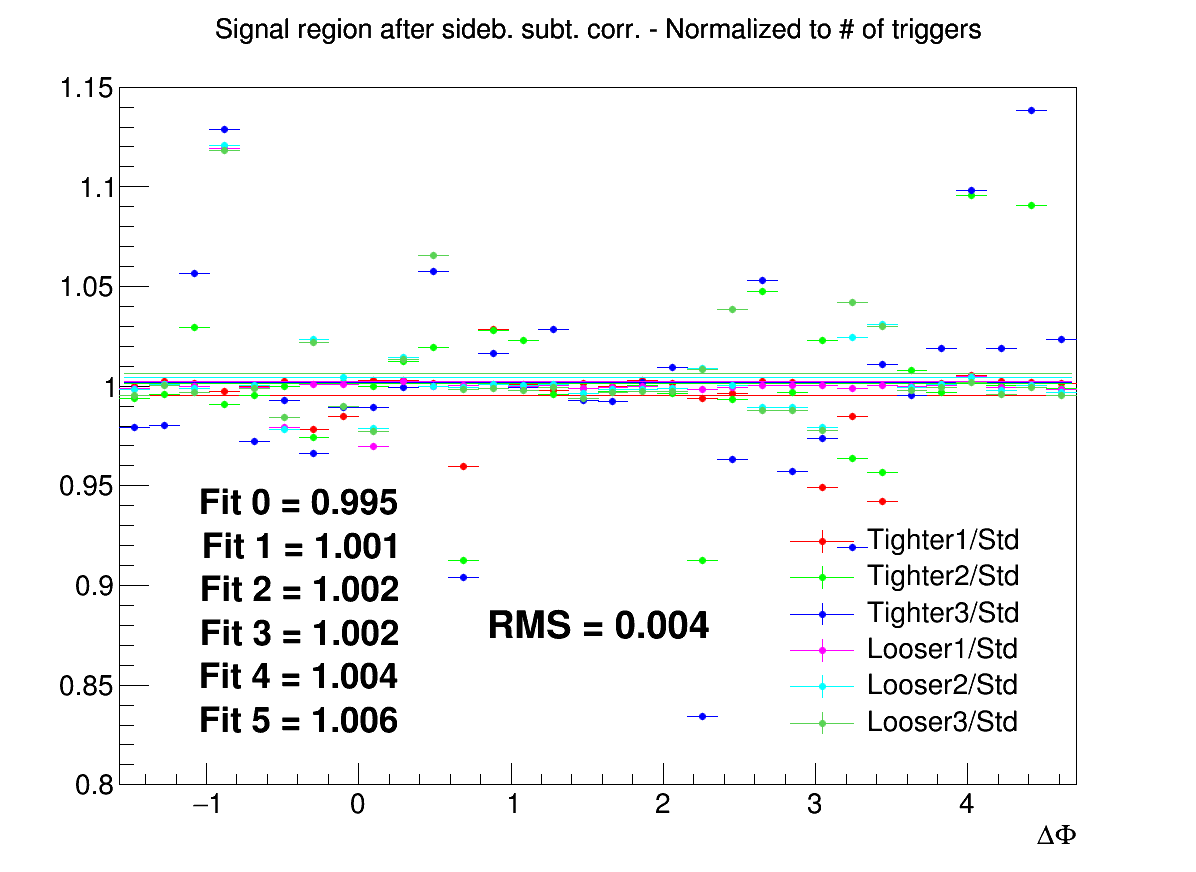 Signal region after sideb. subt. corr. - Normalized to # of triggers
1.15
1.1
1.05
1
0.95
0.9
0.85
0.8
Fit 0 = 0.995
Fit 1 = 1.001
Fit 2 = 1.002
Fit 3 = 1.002
Fit 4 = 1.004
Fit 5 = 1.006
RMS = 0.004
Tighter1/Std
Tighter2/Std
Tighter3/Std
Looser1/Std
Looser2/Std
Looser3/Std
−1 0 1 2 3 4
ΔΦ